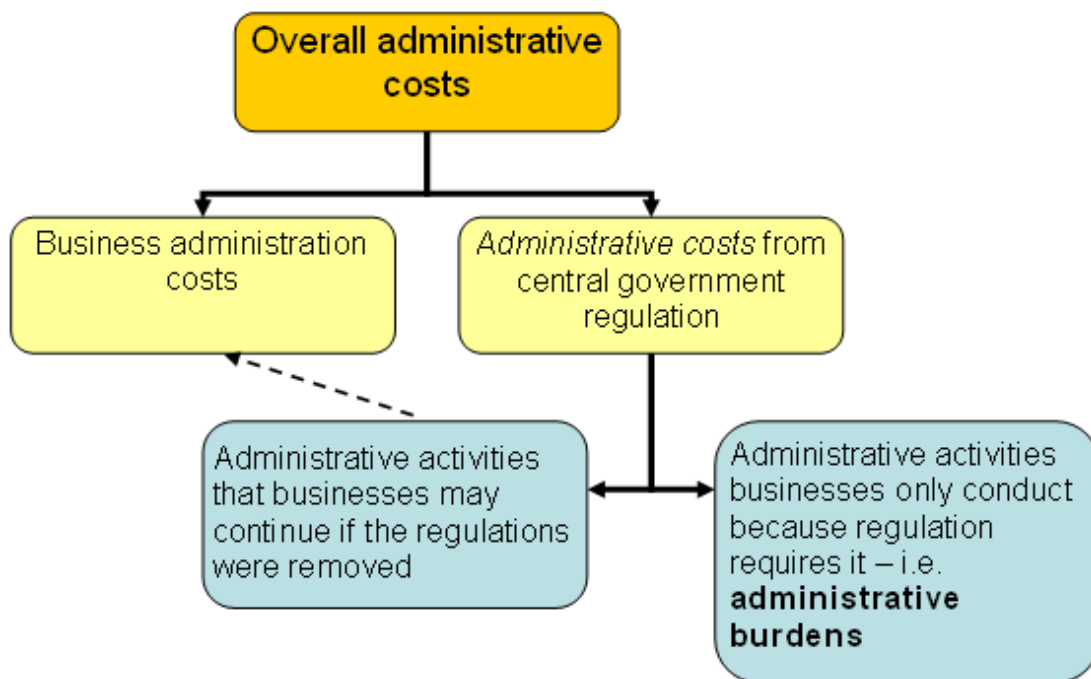 Overall administrative
costs
Business administration
costs
Administrative costs from
central government
regulation
Administrative activities
that businesses may
continue if the regulations
were removed
Administrative activities
businesses only conduct
because regulation
requires it – i.e.
administrative
burdens